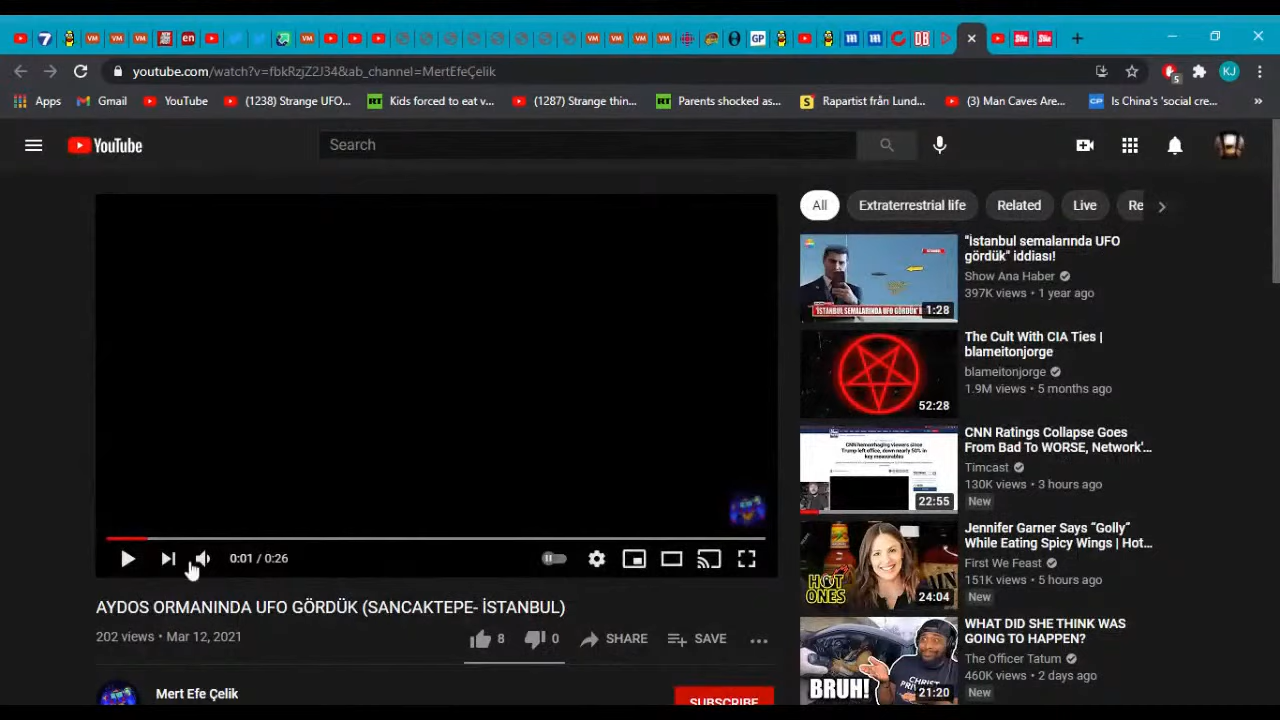 youtube.com/watch?v=fbkRzjZ2J34&ab_channel=MertEfeÇelik
5
KJ
Apps
Gmail
YouTube
(1238) Strange UFO...
Kids forced to eat v...
(1287) Strange thin...
Parents shocked as...
Rapartist från Lund...
(3) Man Caves Are...
Is China's 'social cre...
YouTube
Search
All
Extraterrestrial life
Related
Live
Re
"İstanbul semalarında UFO
gördük" iddiası!
Show Ana Haber
397K views • 1 year ago
1:28
The Cult With CIA Ties |
blameitonjorge
blameitonjorge
1.9M views • 5 months ago
52:28
CNN Ratings Collapse Goes
From Bad To WORSE, Network'...
Timcast
130K views • 3 hours ago
New
22:55
Jennifer Garner Says “Golly”
While Eating Spicy Wings | Hot...
First We Feast
151K views • 5 hours ago
New
HOT ONES
24:04
WHAT DID SHE THINK WAS
GOING TO HAPPEN?
The Officer Tatum
460K views • 2 days ago
New
BRUH!
21:20
0:01 / 0:26
AYDOS ORMANINDA UFO GÖRDÜK (SANCAKTEPE- İSTANBUL)
202 views • Mar 12, 2021
8
0
SHARE
SAVE
Mert Efe Çelik
SUBSCRIBE